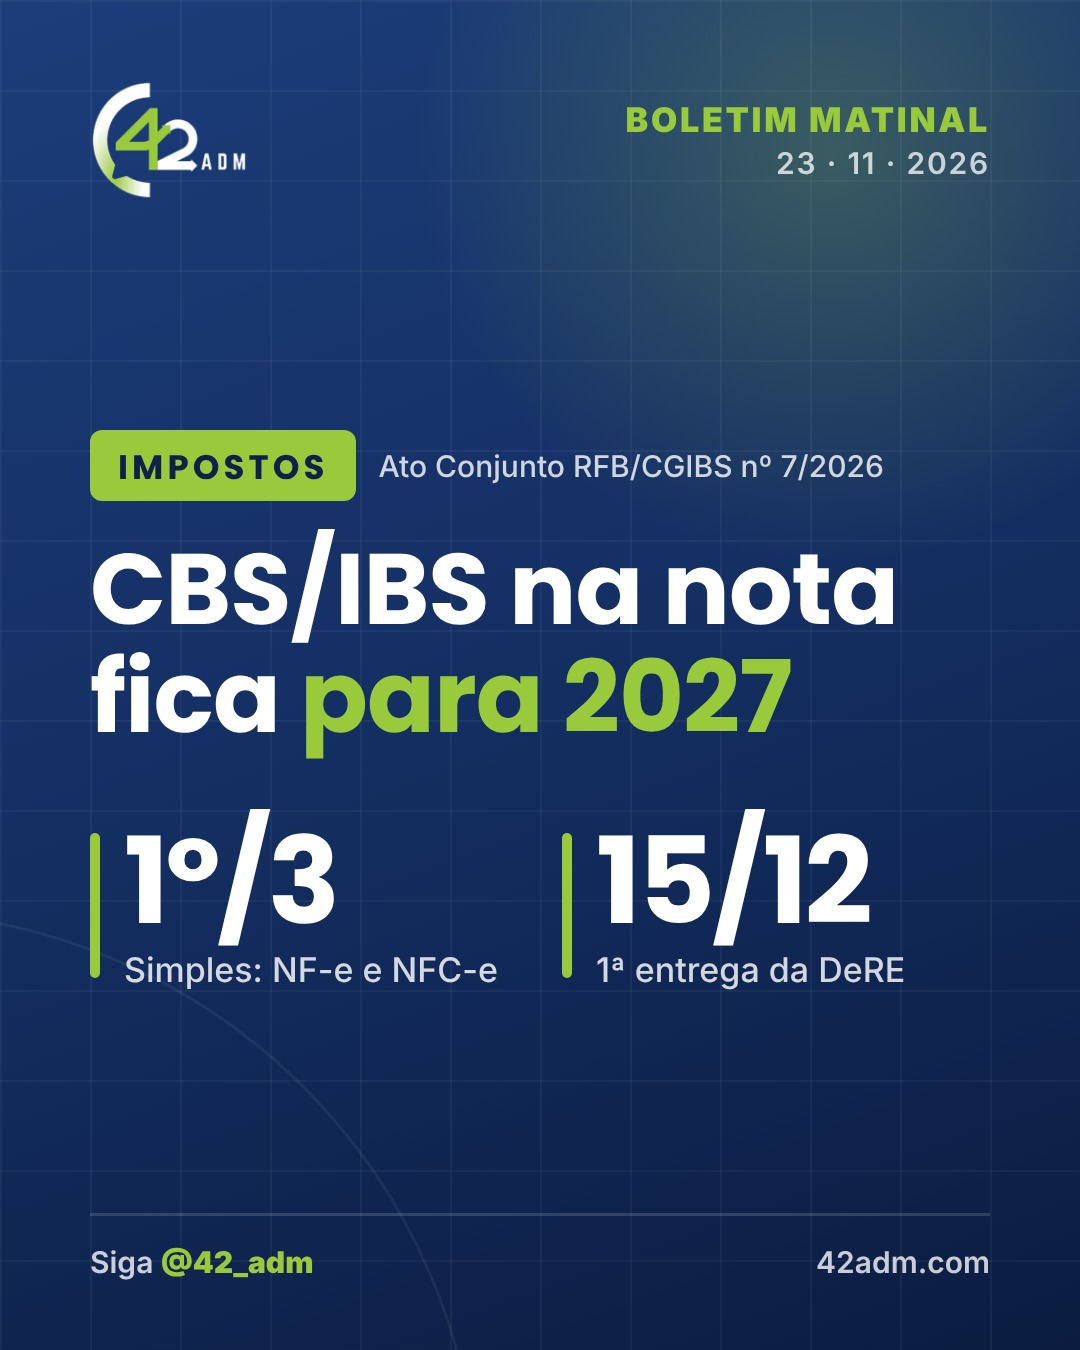 42 ADM
BOLETIM MATINAL
23 · 11 · 2026
IMPOSTOS
Ato Conjunto RFB/CGIBS nº 7/2026
CBS/IBS na nota
fica para 2027
1º/3
Simples: NF-e e NFC-e
15/12
1ª entrega da DeRE
Siga @42_adm
42adm.com